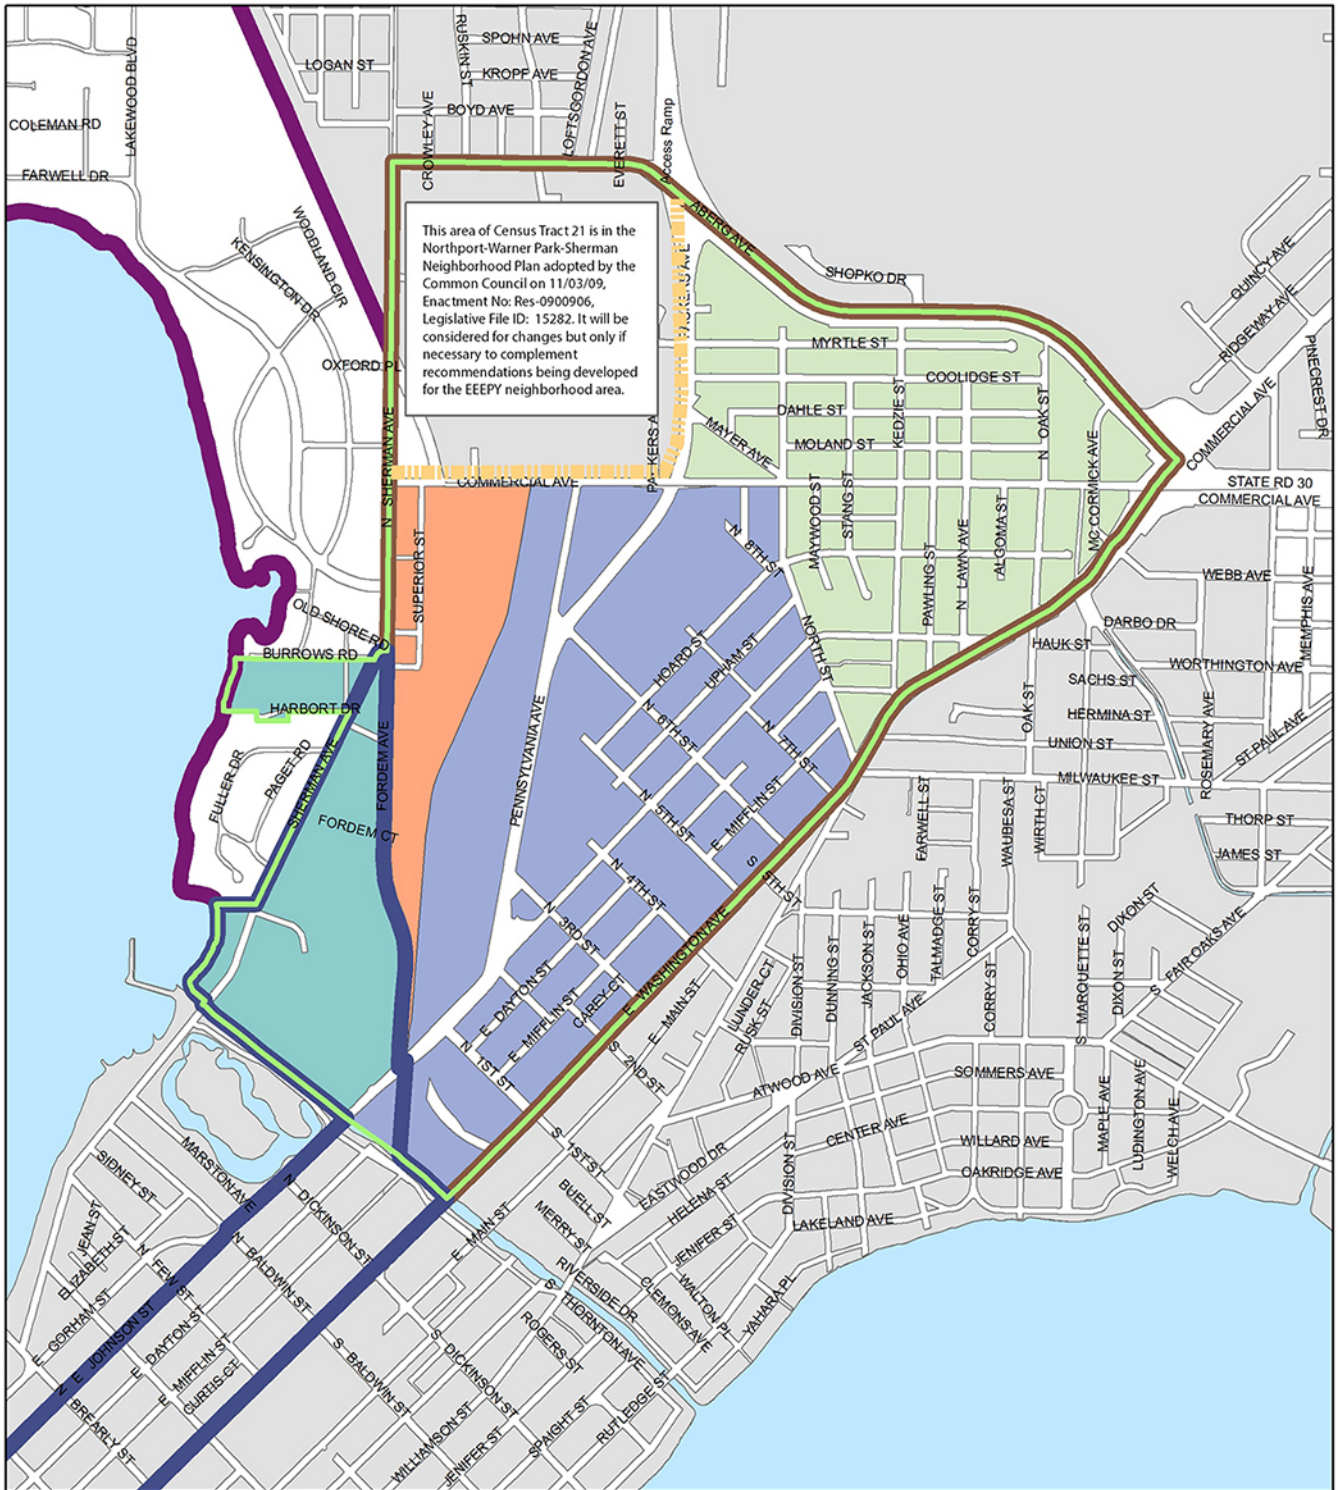 SPOHN AVE
RUSKIN ST
LOGAN ST
KROPF AVE
LAKEWOOD BLVD
LOFTSGORDON AVE
CROWLEY AVE
BOYD AVE
EVERETT ST
Access Ramp
COLEMAN RD
FARWELL DR
WOODLAND CIR
KENSINGTON DR
ABERG AVE
SHOPKO DR
QUINCY AVE
RIDGEWAY AVE
PINECREST DR
This area of Census Tract 21 is in the
Northport-Warner Park-Sherman
Neighborhood Plan adopted by the
Common Council on 11/03/09,
Enactment No: Res-0900906,
Legislative File ID: 15282. It will be
considered for changes but only if
necessary to complement
recommendations being developed
for the EEEPY neighborhood area.
OXFORD PL
MYRTLE ST
COOLIDGE ST
KEDZIE ST
DAHLE ST
N OAK ST
MAYER AVE
MOLAND ST
MC CORMICK AVE
COMMERCIAL AVE
N SHERMAN AVE
COMMERCIAL AVE
STATE RD 30
COMMERCIAL AVE
MAYWOOD ST
STANG ST
ALGOMA ST
N LAWN AVE
PAWLING ST
SUPERIOR ST
N 8TH ST
WEBB AVE
MEMPHIS AVE
OLD SHORE RD
BURROWS RD
DARBO DR
HAUK ST
WORTHINGTON AVE
NORTH ST
HOARD ST
UPHAM ST
SACHS ST
OAK ST
HERMINA ST
ROSEMARY AVE
ST PAUL AVE
HARBORT DR
N 6TH ST
N 7TH ST
UNION ST
MILWAUKEE ST
PENNSYLVANIA AVE
FORDEM AVE
SHERMAN AVE
PAGET RD
FULLER DR
FORDEM CT
N 5TH ST
E MIFFLIN ST
FARWELL ST
WAUBESA ST
WIRTH CT
THORP ST
JAMES ST
N 4TH ST
S 5TH ST
N 3RD ST
E WASHINGTON AVE
E DAYTON ST
E MIFFLIN ST
CAREY CT
N 1ST ST
S 2ND ST
E MAIN ST
LUNDER CT
RUSK ST
DIVISION ST
DUNNING ST
JACKSON ST
OHIO AVE
TALMADGE ST
CORRY ST
CORRY ST
S MARQUETTE ST
DIXON ST
DIXON ST
S FAIR OAKS AVE
ST PAUL AVE
ATWOOD AVE
SOMMERS AVE
CENTER AVE
WILLARD AVE
OAKRIDGE AVE
MAPLE AVE
LUDINGTON AVE
WELCH AVE
DIVISION ST
LAKELAND AVE
S 1ST ST
EASTWOOD DR
HELENA ST
BUELL ST
MERRY ST
JENIFER ST
E MAIN ST
RIVERSIDE DR
WALTON PL
CLEMONS AVE
YAHARA PL
S THORNTON AVE
ROGERS ST
MARSTON AVE
SIDNEY ST
N DICKINSON ST
JEAN ST
ELIZABETH ST
N FEW ST
N BALDWIN ST
E GORHAM ST
E JOHNSON ST
E DAYTON ST
E MIFFLIN ST
CURTIS CT
N BREARLY ST
S BALDWIN ST
S DICKINSON ST
WILLIAMSON ST
JENIFER ST
SPAIGHT ST
RUTLEDGE ST